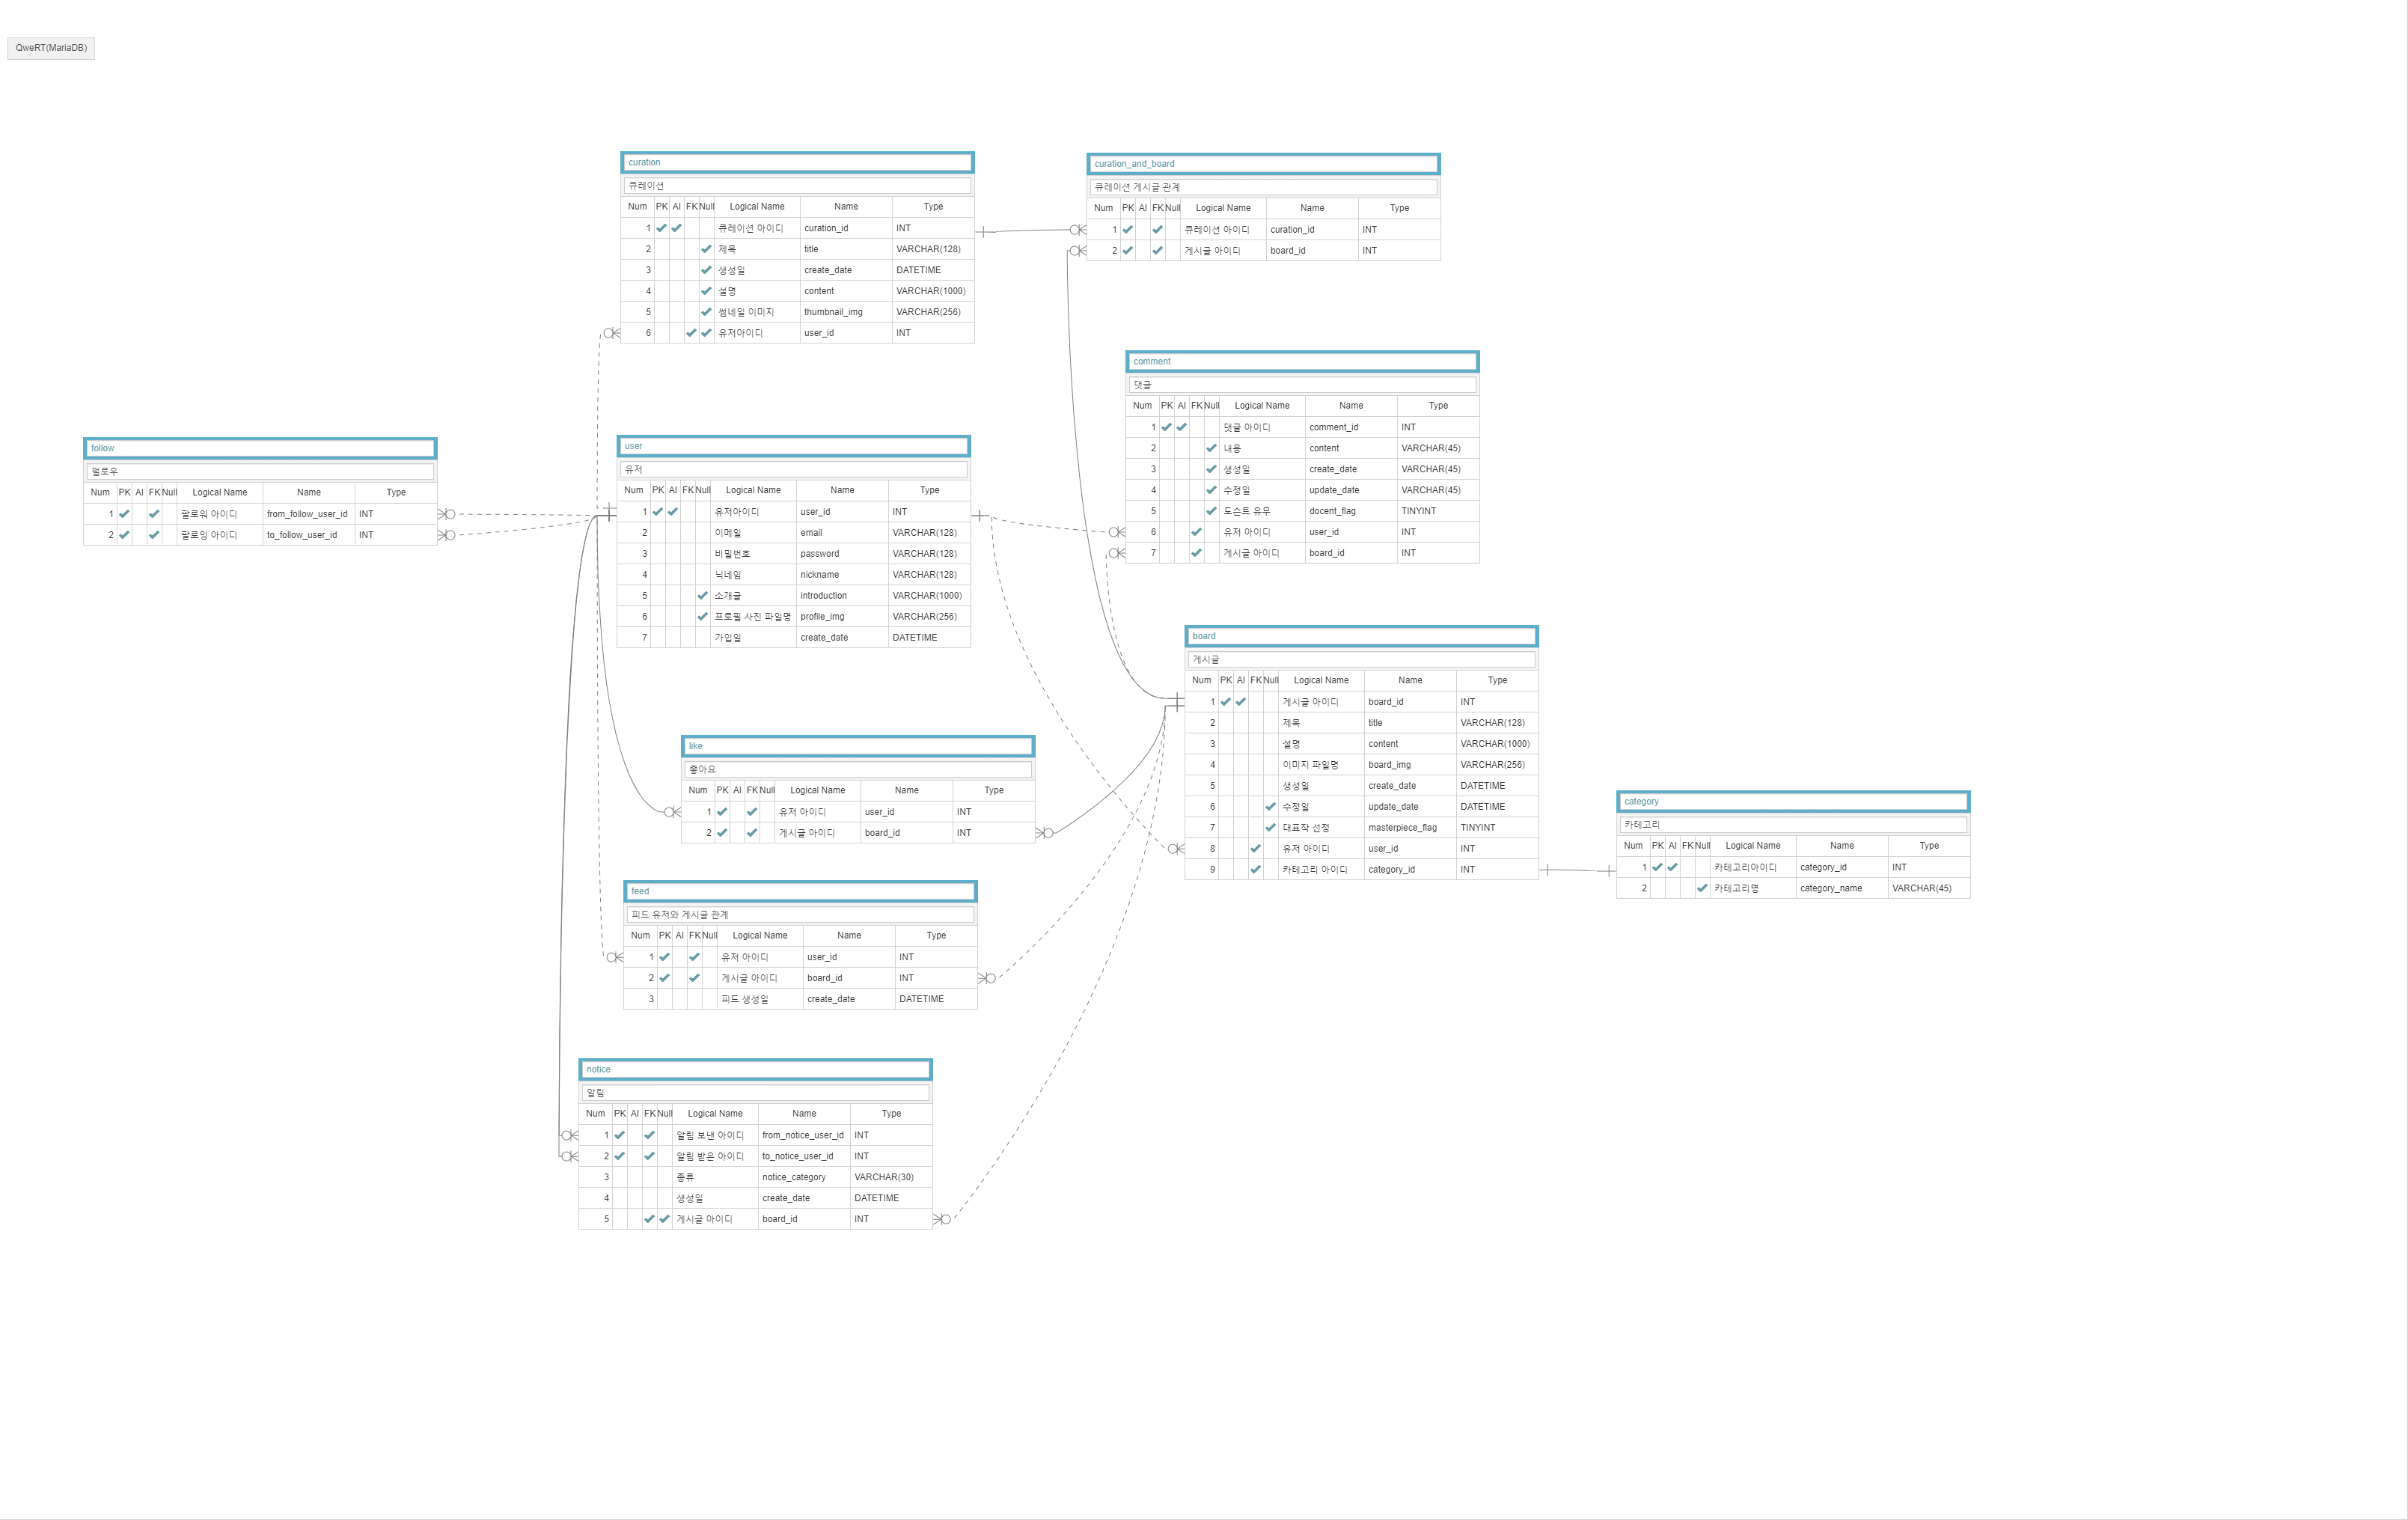 QweRT(MariaDB)
curation
큐레이션
Num PK AI FK Null Logical Name Name Type
1 큐레이션 아이디 curation_id INT
2 제목 title VARCHAR(128)
3 생성일 create_date DATETIME
4 설명 content VARCHAR(1000)
5 썸네일 이미지 thumbnail_img VARCHAR(256)
6 유저아이디 user_id INT
curation_and_board
큐레이션 게시글 관계
Num PK AI FK Null Logical Name Name Type
1 큐레이션 아이디 curation_id INT
2 게시글 아이디 board_id INT
comment
댓글
Num PK AI FK Null Logical Name Name Type
1 댓글 아이디 comment_id INT
2 내용 content VARCHAR(45)
3 생성일 create_date VARCHAR(45)
4 수정일 update_date VARCHAR(45)
5 도슨트 유무 docent_flag TINYINT
6 유저 아이디 user_id INT
7 게시글 아이디 board_id INT
follow
펄로우
Num PK AI FK Null Logical Name Name Type
1 팔로워 아이디 from_follow_user_id INT
2 팔로잉 아이디 to_follow_user_id INT
user
유저
Num PK AI FK Null Logical Name Name Type
1 유저아이디 user_id INT
2 이메일 email VARCHAR(128)
3 비밀번호 password VARCHAR(128)
4 닉네임 nickname VARCHAR(128)
5 소개글 introduction VARCHAR(1000)
6 프로필 사진 파일명 profile_img VARCHAR(256)
7 가입일 create_date DATETIME
board
게시글
Num PK AI FK Null Logical Name Name Type
1 게시글 아이디 board_id INT
2 제목 title VARCHAR(128)
3 설명 content VARCHAR(1000)
4 이미지 파일명 board_img VARCHAR(256)
5 생성일 create_date DATETIME
6 수정일 update_date DATETIME
7 대표작 선정 masterpiece_flag TINYINT
8 유저 아이디 user_id INT
9 카테고리 아이디 category_id INT
like
좋아요
Num PK AI FK Null Logical Name Name Type
1 유저 아이디 user_id INT
2 게시글 아이디 board_id INT
category
카테고리
Num PK AI FK Null Logical Name Name Type
1 카테고리아이디 category_id INT
2 카테고리명 category_name VARCHAR(45)
feed
피드 유저와 게시글 관계
Num PK AI FK Null Logical Name Name Type
1 유저 아이디 user_id INT
2 게시글 아이디 board_id INT
3 피드 생성일 create_date DATETIME
notice
알림
Num PK AI FK Null Logical Name Name Type
1 알림 보낸 아이디 from_notice_user_id INT
2 알림 받은 아이디 to_notice_user_id INT
3 종류 notice_category VARCHAR(30)
4 생성일 create_date DATETIME
5 게시글 아이디 board_id INT